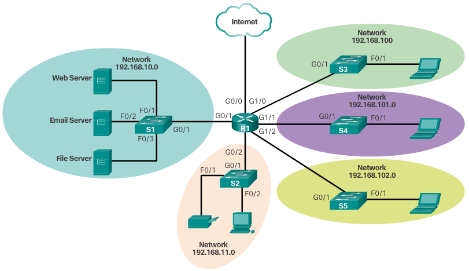 Internet
Network
192.168.10.0
Web Server
Email Server
File Server
F0/1
F0/2
F0/3
S1
G0/1
G0/0
G1/0
G0/1
G1/1
G1/2
R1
G0/2
Network
192.168.100
G0/1
F0/1
S3
Network
192.168.101.0
G0/1
F0/1
S4
Network
192.168.102.0
G0/1
F0/1
S5
G0/1
F0/1
S2
F0/2
Network
192.168.11.0